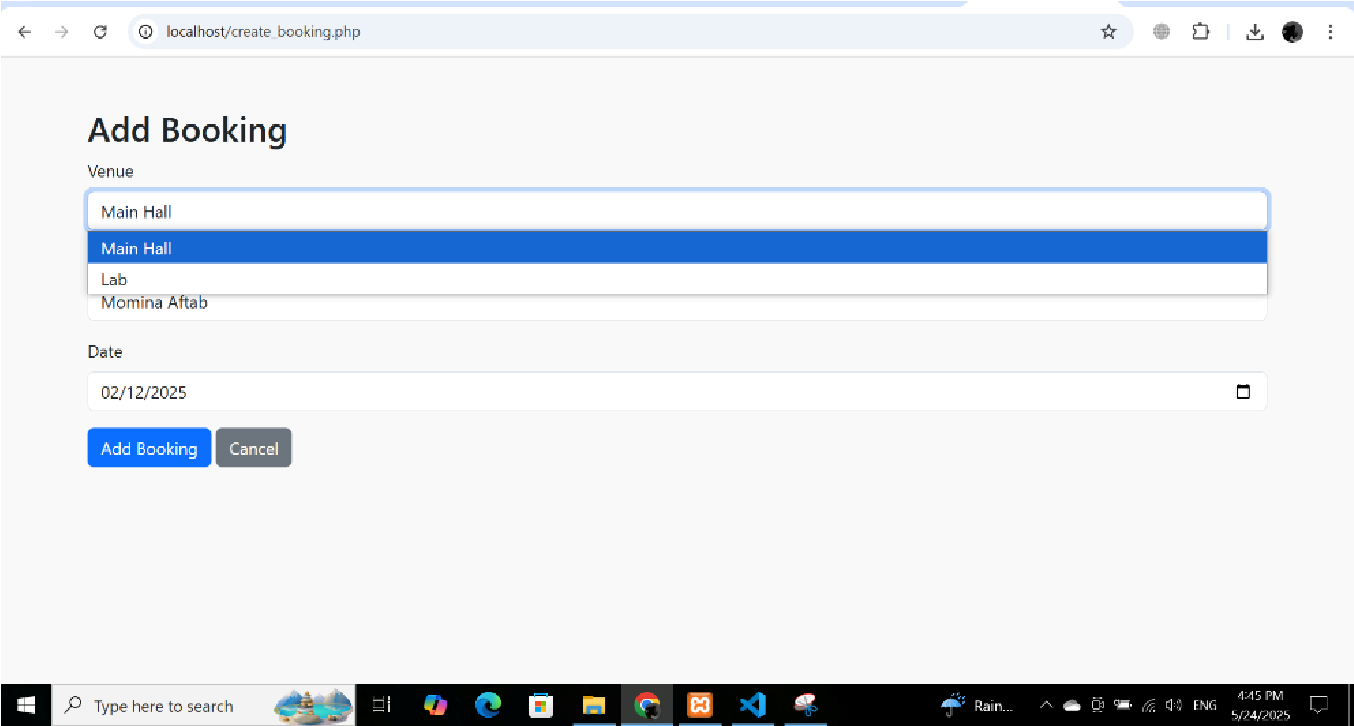 localhost/create_booking.php
Add Booking
Venue
Main Hall
Main Hall
Lab
Momina Aftab
Date
02/12/2025
Add Booking Cancel
Type here to search
Rain...
ENG
4:45 PM
5/24/2025